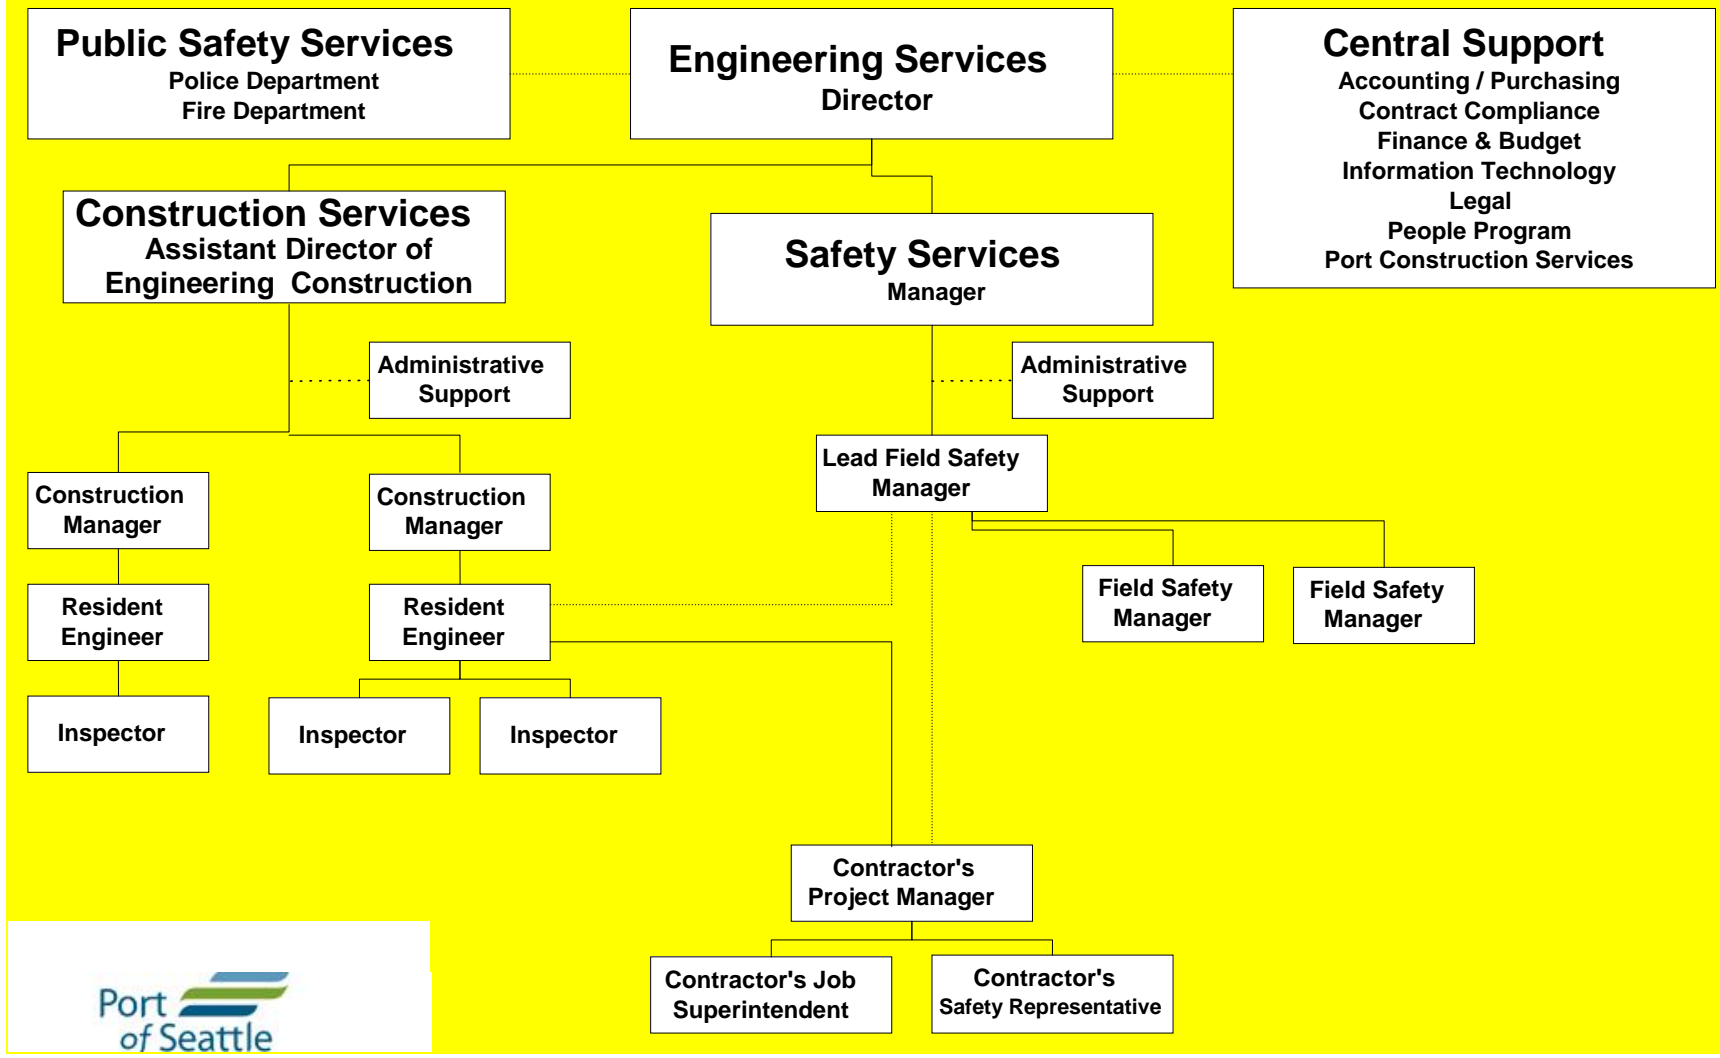 Public Safety Services
Police Department
Fire Department
Engineering Services
Director
Central Support
Accounting / Purchasing
Contract Compliance
Finance & Budget
Information Technology
Legal
People Program
Port Construction Services
Construction Services
Assistant Director of
Engineering Construction
Safety Services
Manager
Administrative
Support
Administrative
Support
Lead Field Safety
Manager
Construction
Manager
Construction
Manager
Field Safety
Manager
Field Safety
Manager
Resident
Engineer
Resident
Engineer
Inspector
Inspector
Inspector
Contractor's
Project Manager
Contractor's Job
Superintendent
Contractor's
Safety Representative
Port
of Seattle